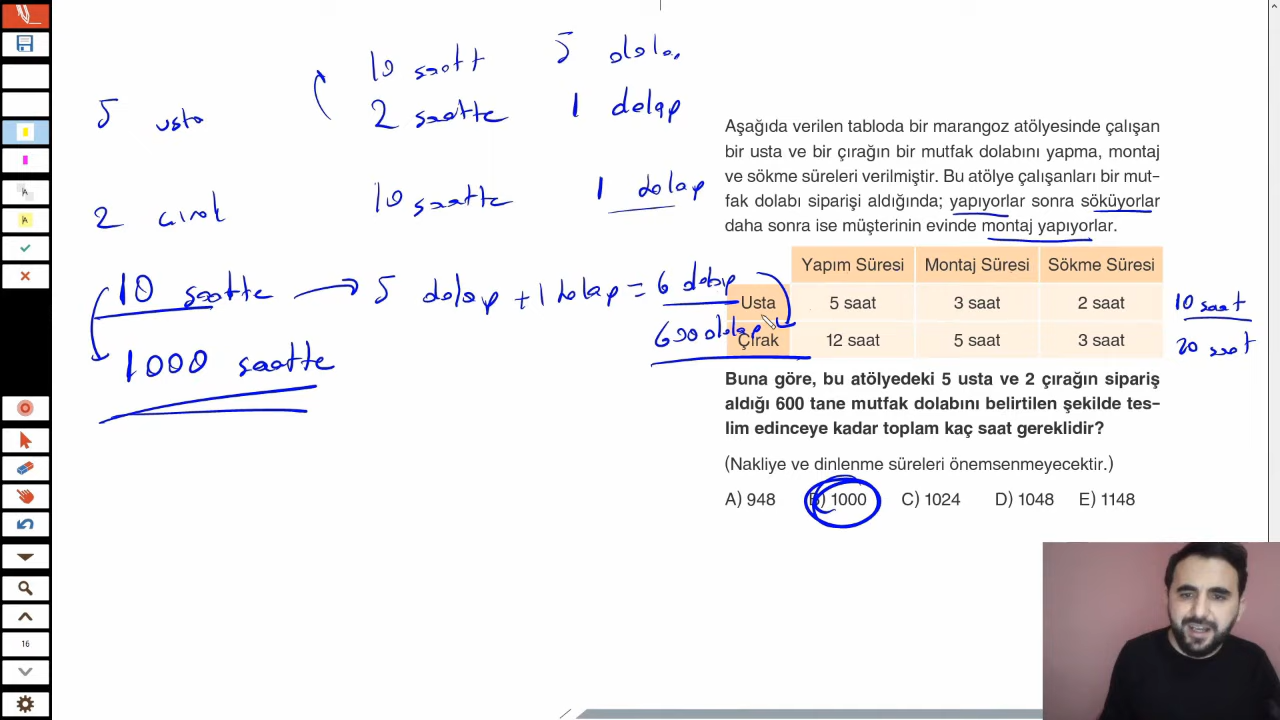 10 saatt 5 dola.
5 usta 2 saatte 1 dolap
2 çırak 10 saatte 1 dolap
10 saatte → 5 dolap + 1 dolap = 6 dolap
600 dolap
1000 saatte
Aşağıda verilen tabloda bir marangoz atölyesinde çalışan
bir usta ve bir çırağın bir mutfak dolabını yapma, montaj
ve sökme süreleri verilmiştir. Bu atölye çalışanları bir mut-
fak dolabı siparişi aldığında; yapıyorlar sonra söküyorlar
daha sonra ise müşterinin evinde montaj yapıyorlar.
Yapım Süresi Montaj Süresi Sökme Süresi
Usta 5 saat 3 saat 2 saat 10 saat
Çırak 12 saat 5 saat 3 saat 20 saat
Buna göre, bu atölyedeki 5 usta ve 2 çırağın sipariş
aldığı 600 tane mutfak dolabını belirtilen şekilde tes-
lim edinceye kadar toplam kaç saat gereklidir?
(Nakliye ve dinlenme süreleri önemsenmeyecektir.)
A) 948 B) 1000 C) 1024 D) 1048 E) 1148
16